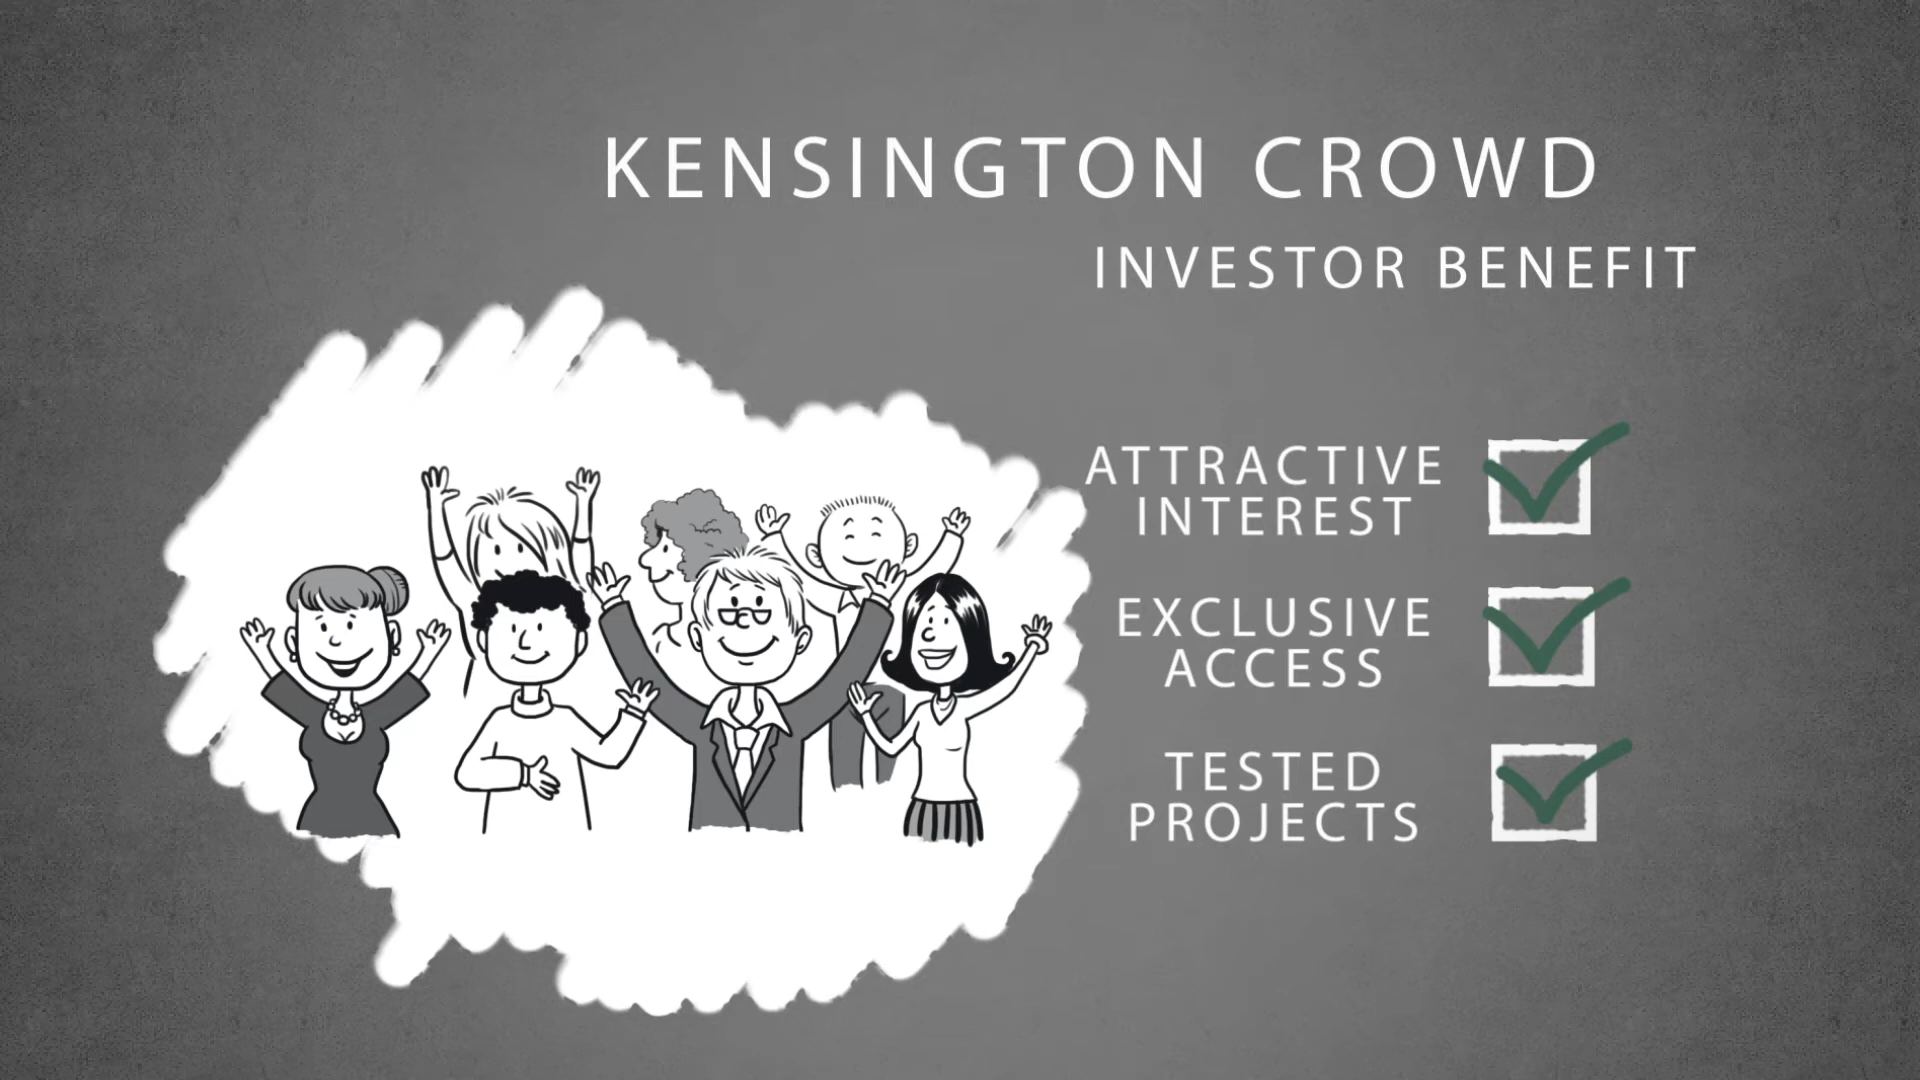 KENSINGTON CROWD
INVESTOR BENEFIT
ATTRACTIVE
INTEREST
EXCLUSIVE
ACCESS
TESTED
PROJECTS